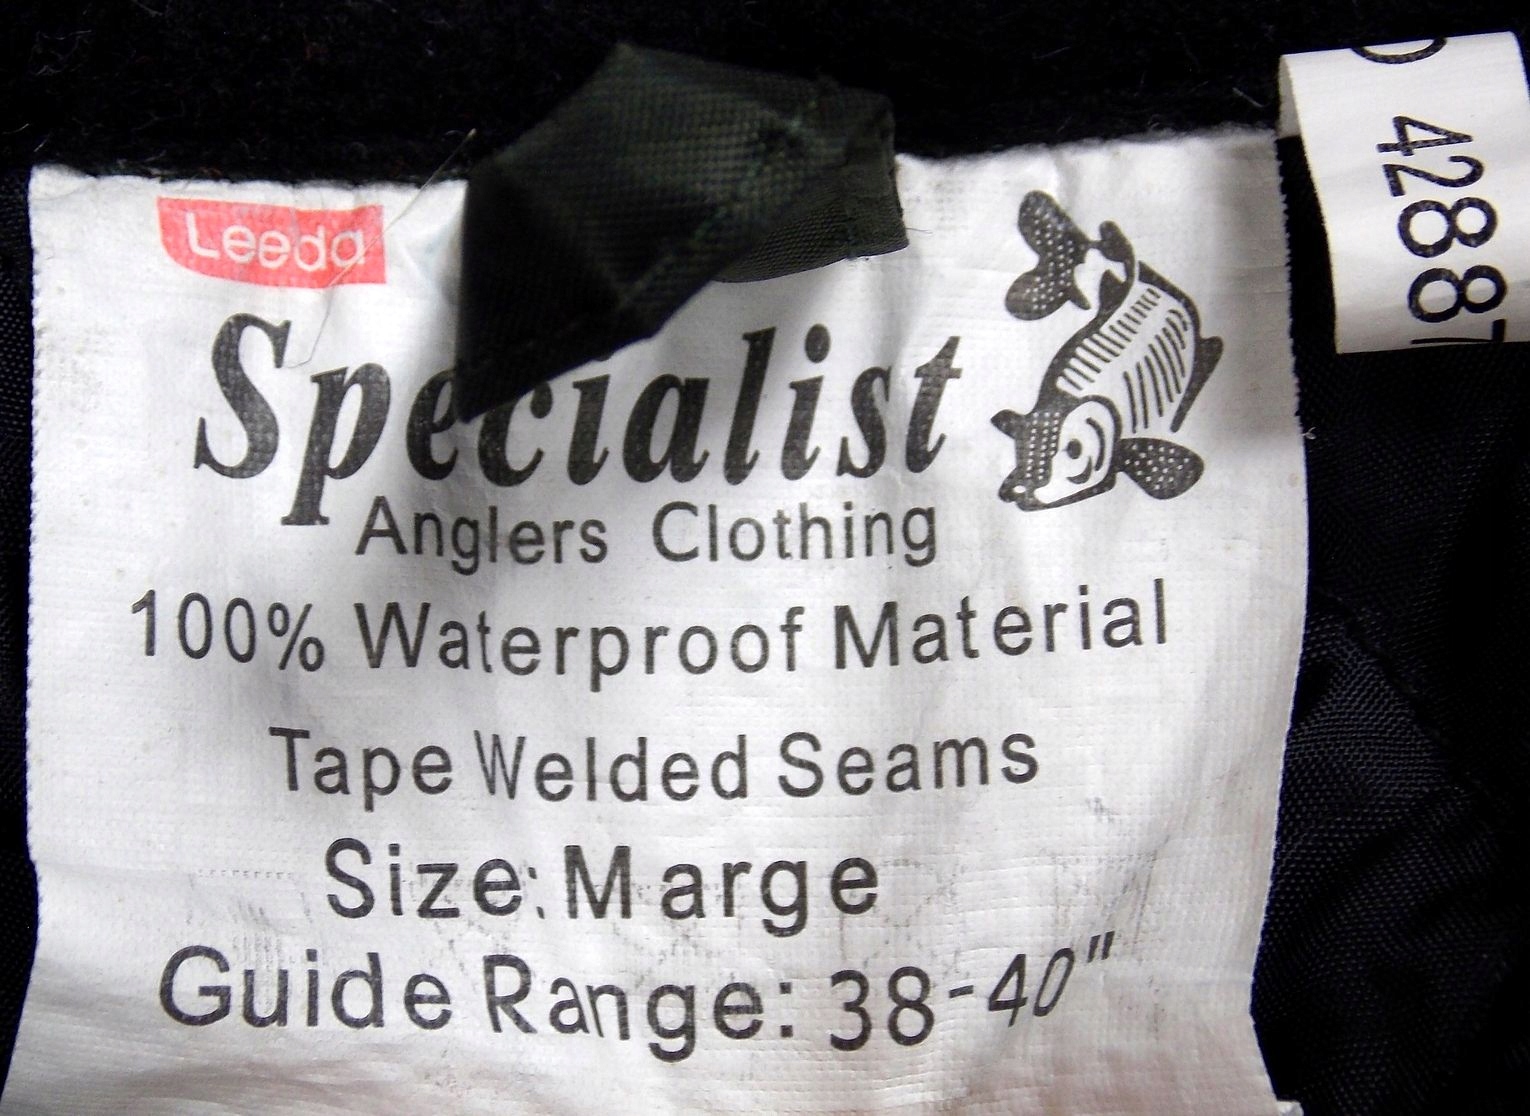 Leeda
Specialist
Anglers Clothing
100% Waterproof Material
Tape Welded Seams
Size: Marge
Guide Range: 38-40"
4288